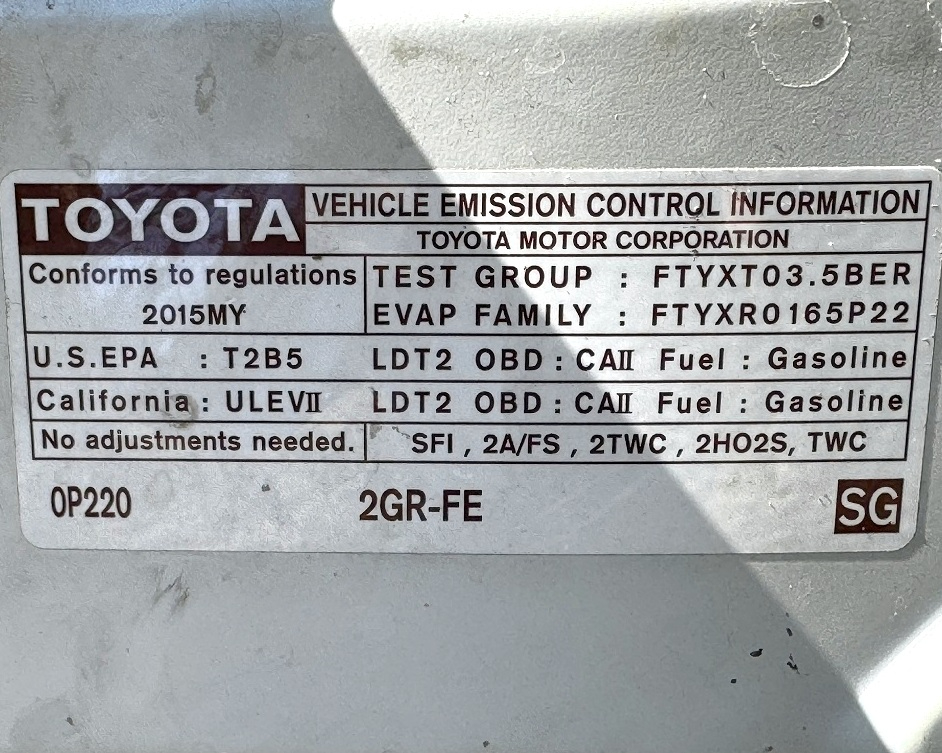 TOYOTA VEHICLE EMISSION CONTROL INFORMATION
TOYOTA MOTOR CORPORATION
Conforms to regulations TEST GROUP : FTYXT03.5BER
2015MY EVAP FAMILY : FTYXR0165P22
U.S.EPA : T2B5 LDT2 OBD : CAII Fuel : Gasoline
California : ULEVII LDT2 OBD : CAII Fuel : Gasoline
No adjustments needed. SFI , 2A/FS , 2TWC , 2HO2S, TWC
0P220 2GR-FE SG